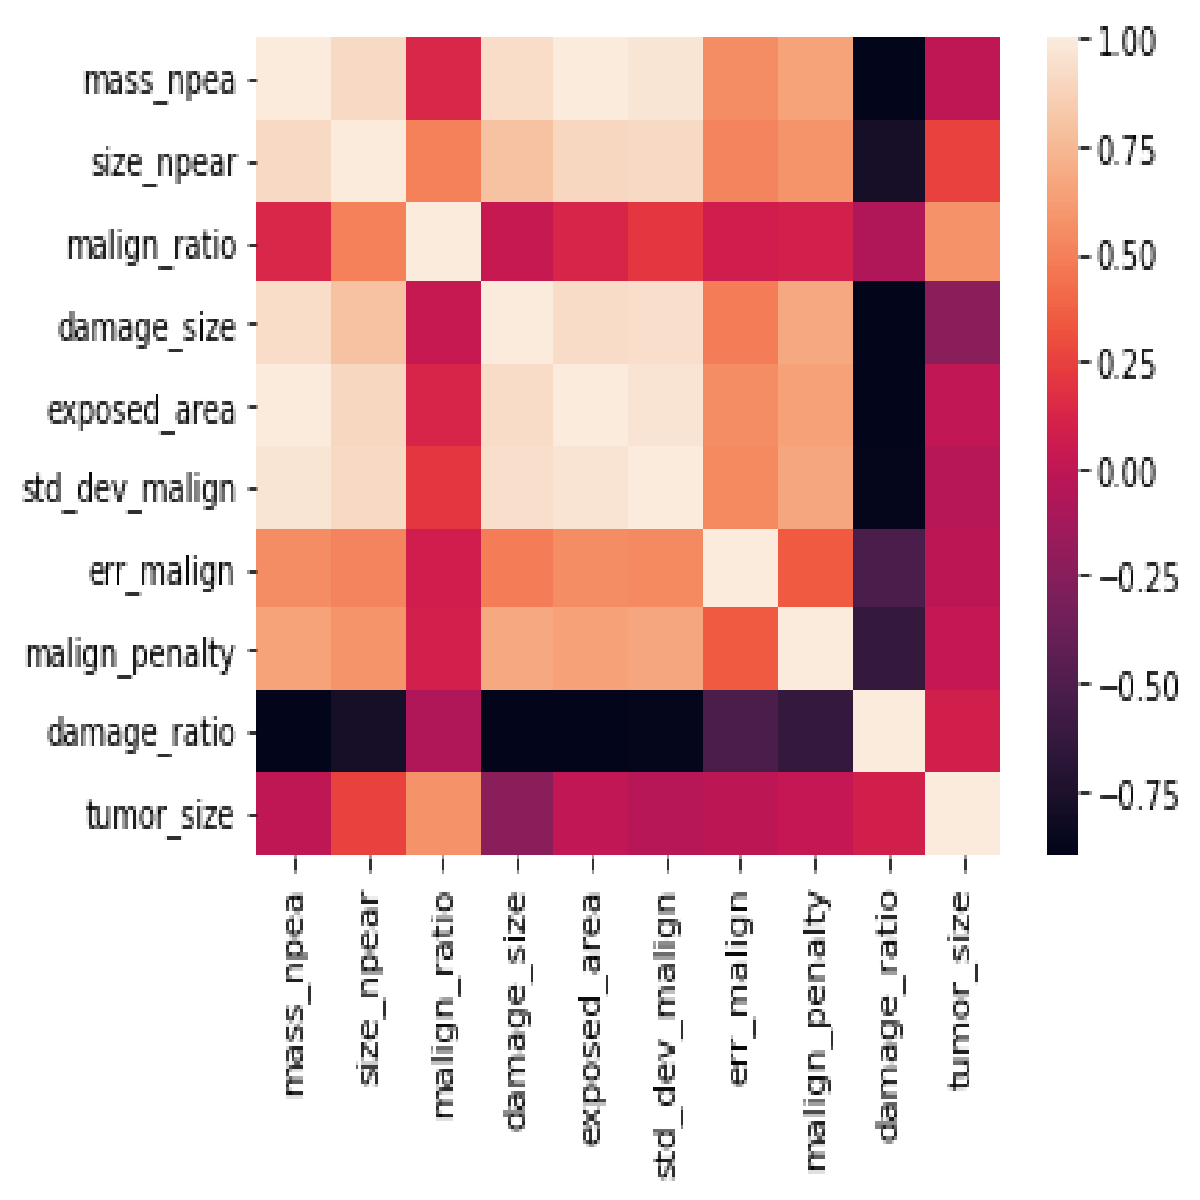 mass_npea
size_npear
malign_ratio
damage_size
exposed_area
std_dev_malign
err_malign
malign_penalty
damage_ratio
tumor_size
1.00
0.75
0.50
0.25
0.00
−0.25
−0.50
−0.75
mass_npea
size_npear
malign_ratio
damage_size
exposed_area
std_dev_malign
err_malign
malign_penalty
damage_ratio
tumor_size